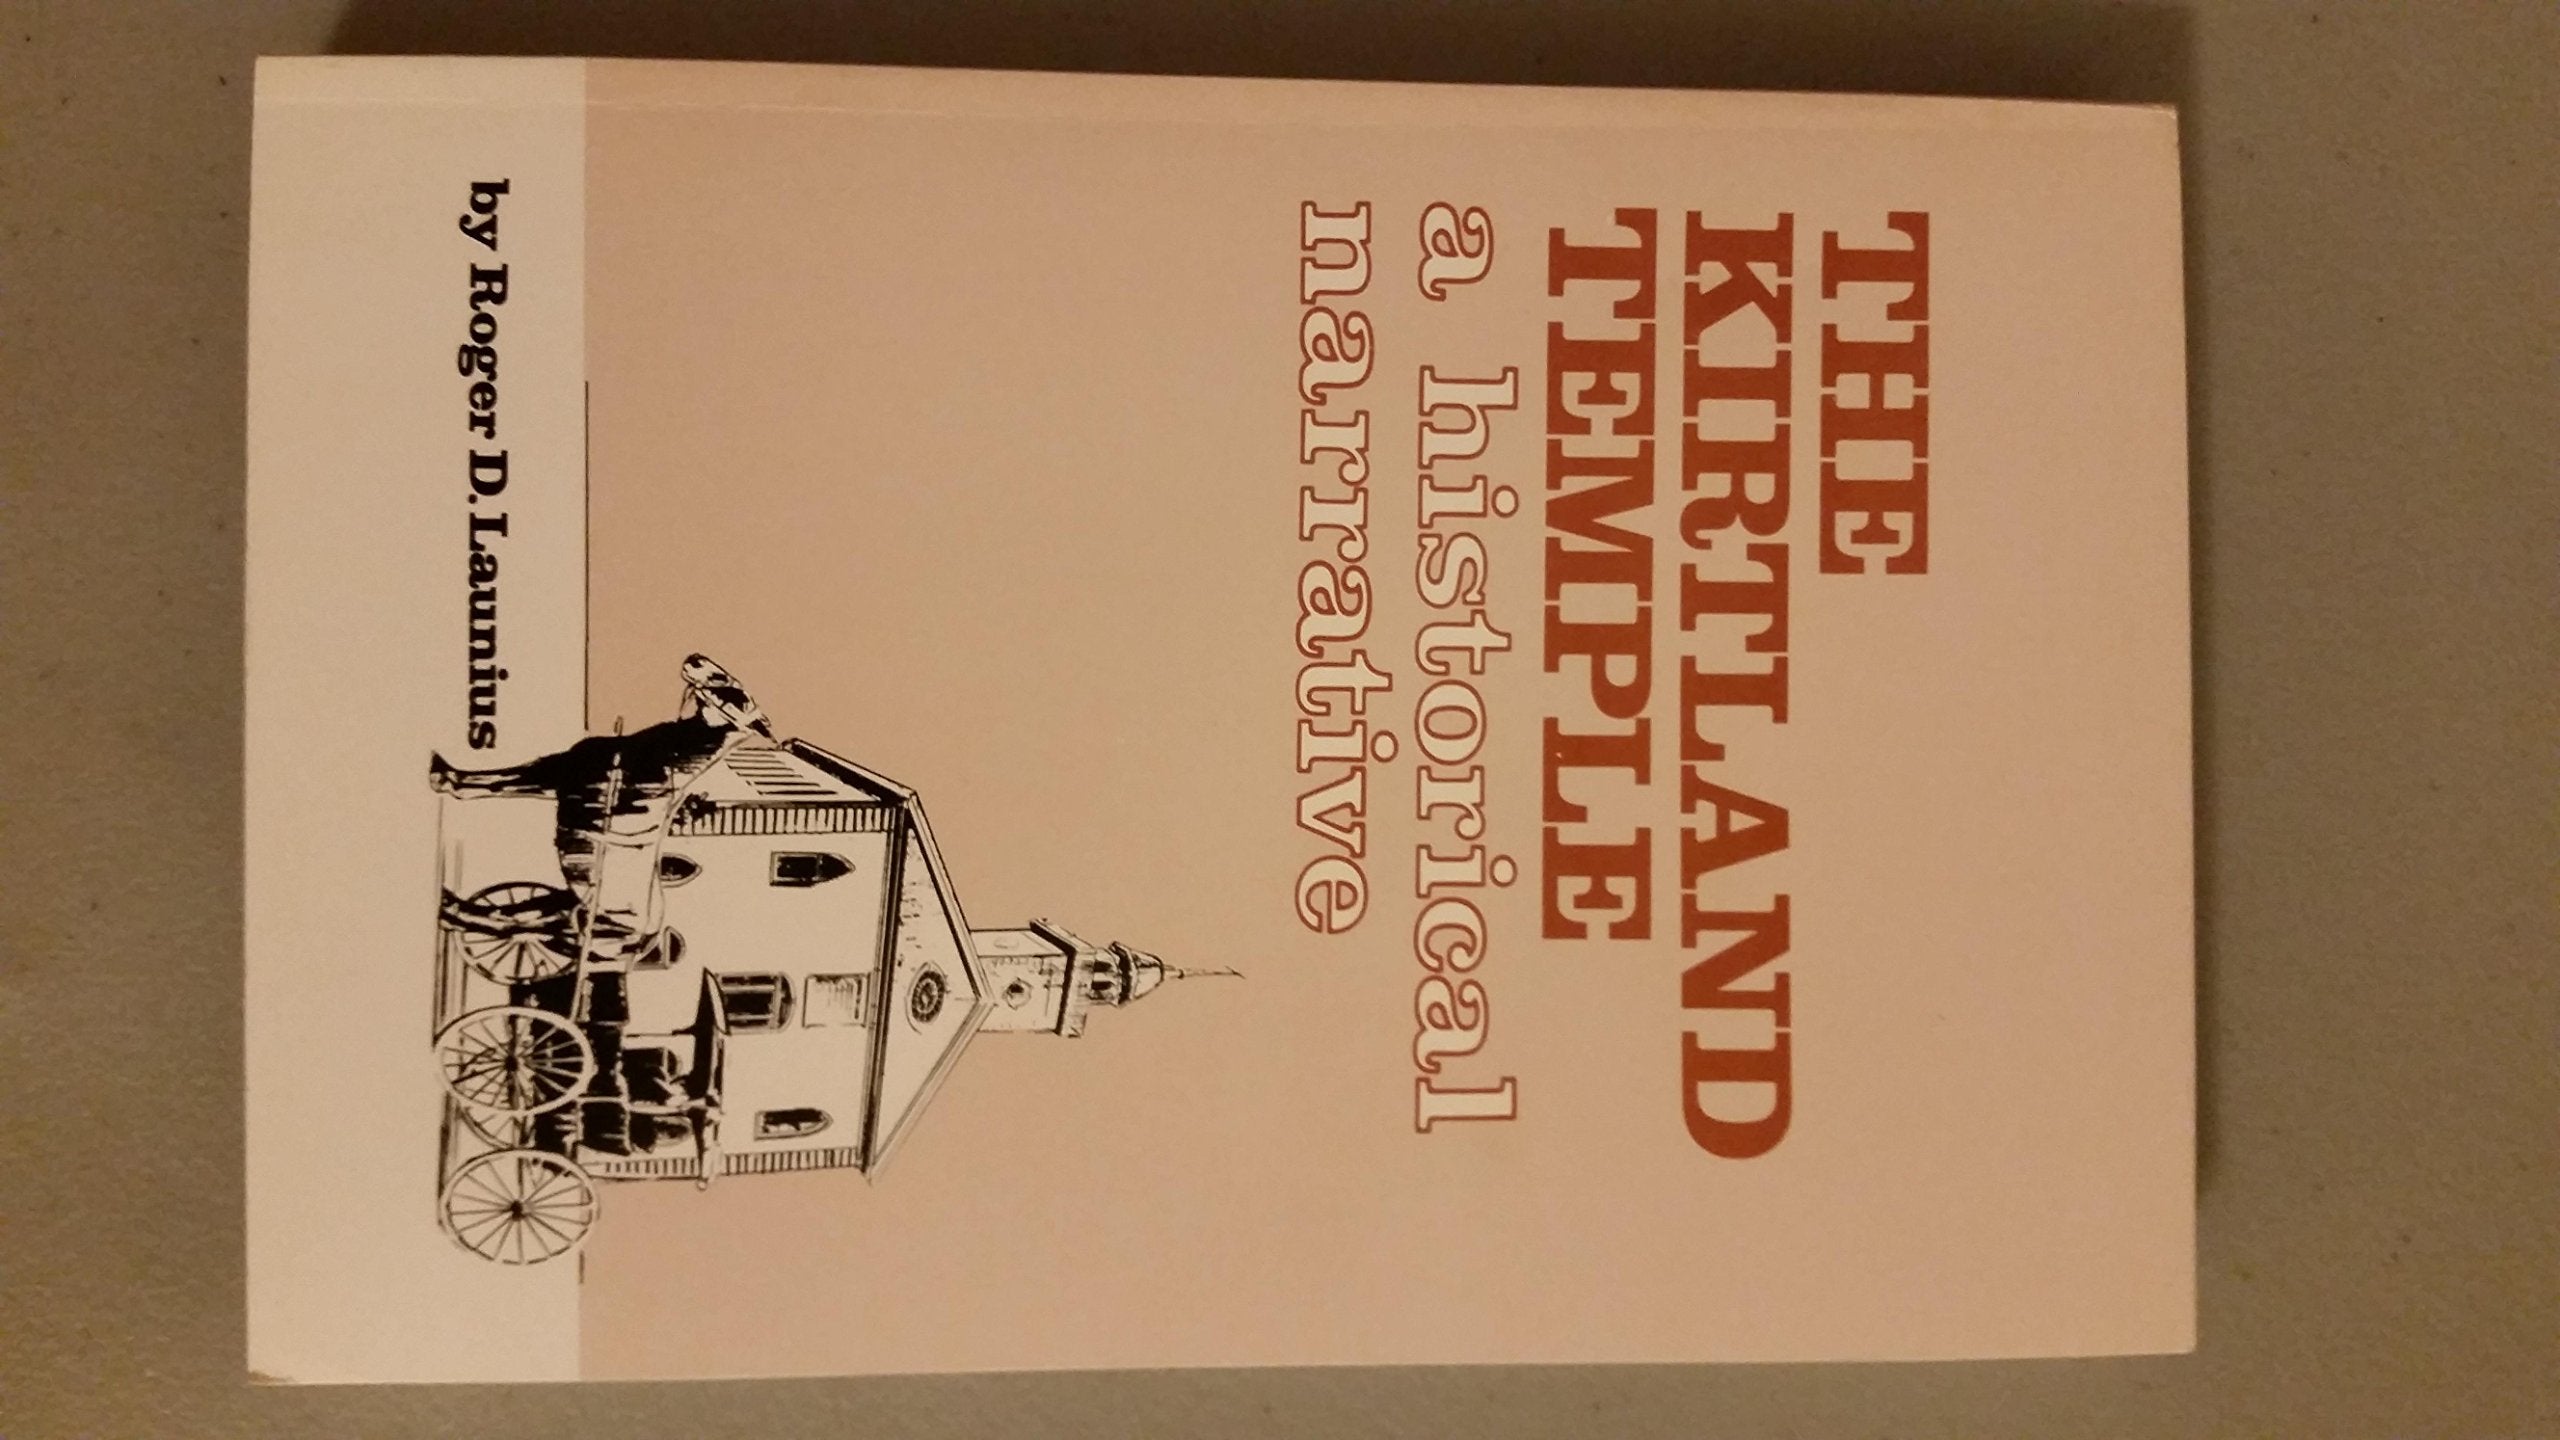 THE
KIRTLAND
TEMPLE
a historical
narrative
by Roger D. Launius